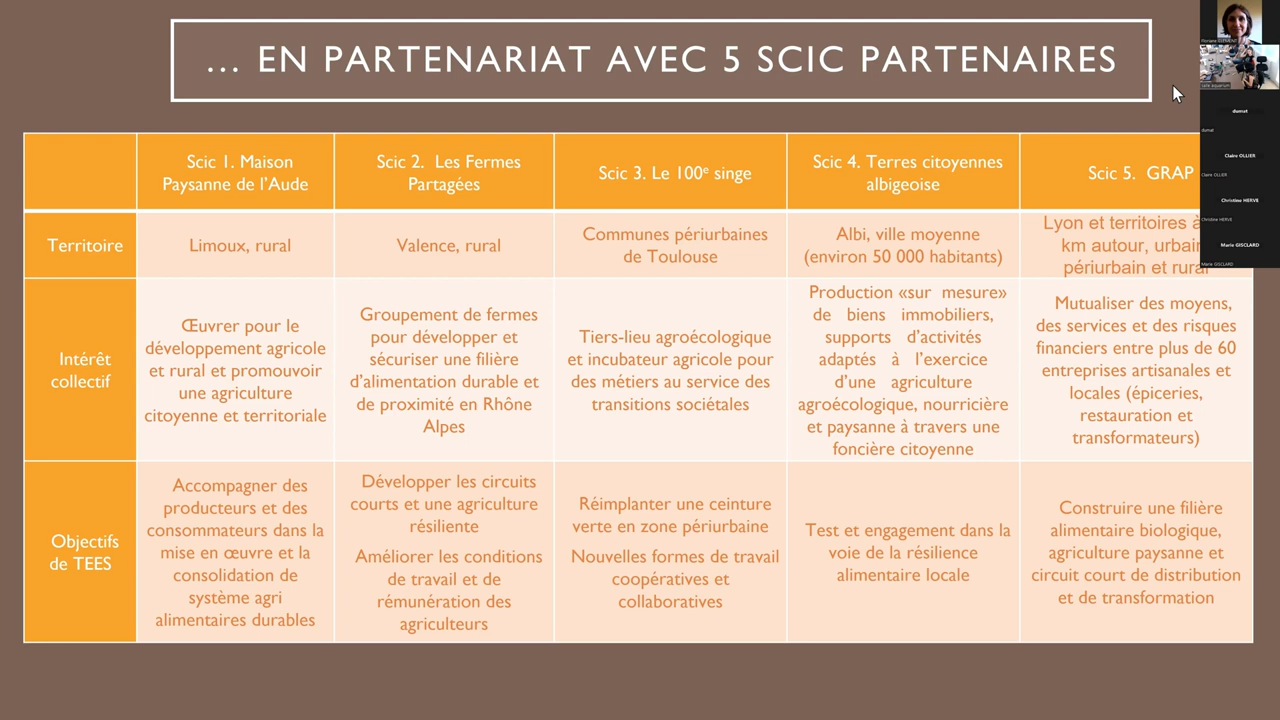 ... EN PARTENARIAT AVEC 5 SCIC PARTENAIRES
Scic 1. Maison
Paysanne de l'Aude
Scic 2. Les Fermes
Partagées
Scic 3. Le 100e singe
Scic 4. Terres citoyennes
albigeoise
Scic 5. GRAP
Territoire
Limoux, rural
Valence, rural
Communes périurbaines
de Toulouse
Albi, ville moyenne
(environ 50 000 habitants)
Lyon et territoires à
km autour, urbain
périurbain et rural
Intérêt
collectif
Œuvrer pour le
développement agricole
et rural et promouvoir
une agriculture
citoyenne et territoriale
Groupement de fermes
pour développer et
sécuriser une filière
d'alimentation durable et
de proximité en Rhône
Alpes
Tiers-lieu agroécologique
et incubateur agricole pour
des métiers au service des
transitions sociétales
Production «sur mesure»
de biens immobiliers,
supports d'activités
adaptés à l'exercice
d'une agriculture
agroécologique, nourricière
et paysanne à travers une
foncière citoyenne
Mutualiser des moyens,
des services et des risques
financiers entre plus de 60
entreprises artisanales et
locales (épiceries,
restauration et
transformateurs)
Objectifs
de TEES
Accompagner des
producteurs et des
consommateurs dans la
mise en œuvre et la
consolidation de
système agri
alimentaires durables
Développer les circuits
courts et une agriculture
résiliente
Améliorer les conditions
de travail et de
rémunération des
agriculteurs
Réimplanter une ceinture
verte en zone périurbaine
Nouvelles formes de travail
coopératives et
collaboratives
Test et engagement dans la
voie de la résilience
alimentaire locale
Construire une filière
alimentaire biologique,
agriculture paysanne et
circuit court de distribution
et de transformation
Floriane CLEMENT
salle aquarium
dumat
dumat
Claire OLLIER
Claire OLLIER
Christine HERVE
Christine HERVE
Marie GISCLARD
Marie GISCLARD